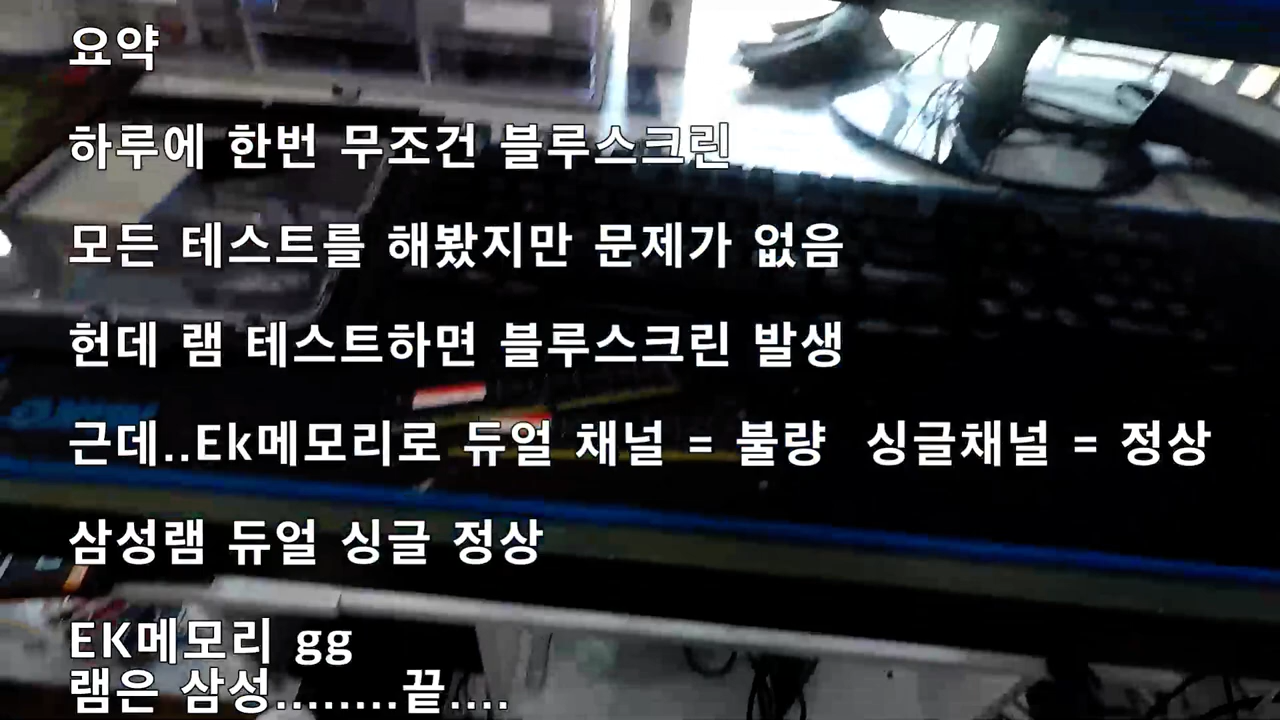 요약
하루에 한번 무조건 블루스크린
모든 테스트를 해봤지만 문제가 없음
헌데 램 테스트하면 블루스크린 발생
근데..Ek메모리로 듀얼 채널 = 불량 싱글채널 = 정상
삼성램 듀얼 싱글 정상
EK메모리 gg
램은 삼성........끝....